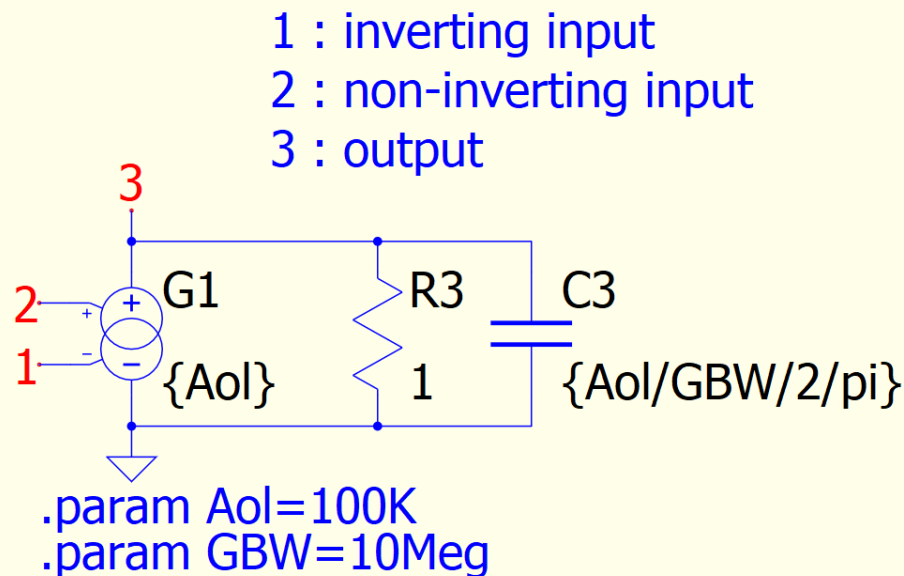 1 : inverting input
2 : non-inverting input
3 : output
3
2
+
-
1
+
−
G1
{Aol}
R3
1
C3
{Aol/GBW/2/pi}
.param Aol=100K
.param GBW=10Meg